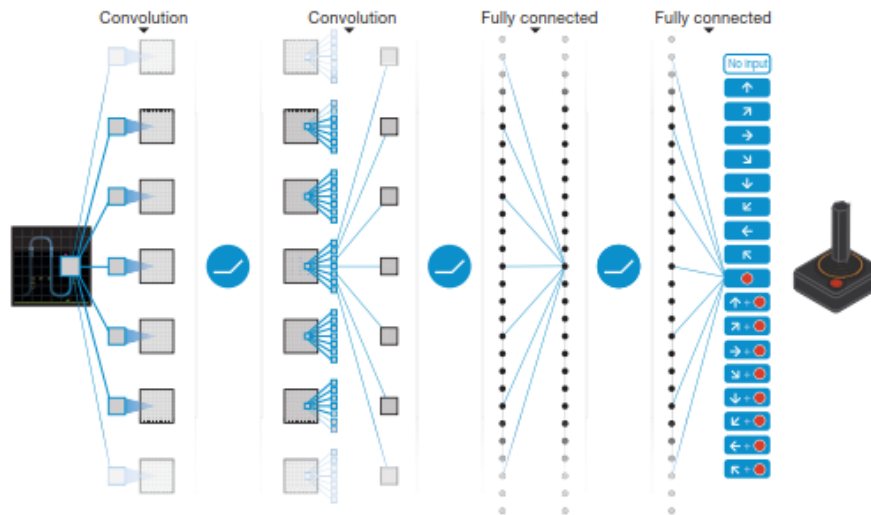 Convolution
Convolution
Fully connected
Fully connected
No input
+
+
+
+
+
+
+
+